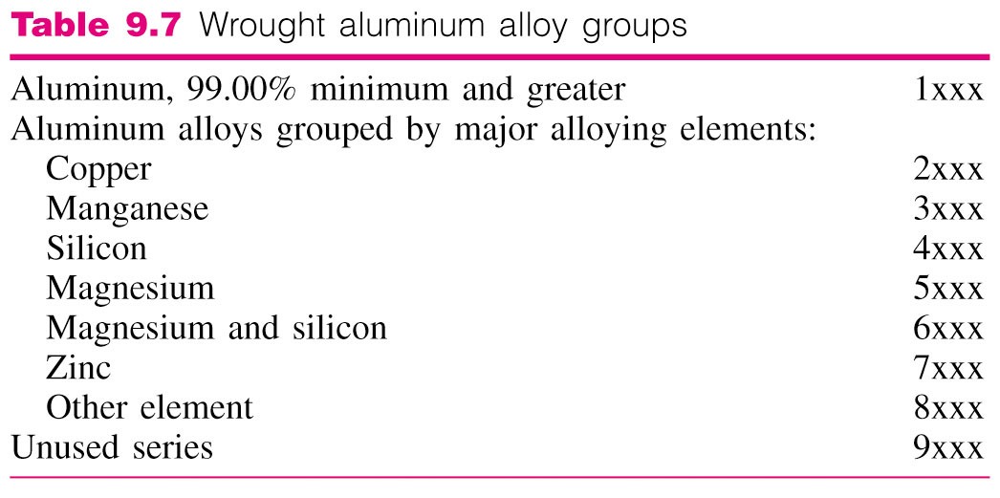 Table 9.7 Wrought aluminum alloy groups
Aluminum, 99.00% minimum and greater 1xxx
Aluminum alloys grouped by major alloying elements:
Copper 2xxx
Manganese 3xxx
Silicon 4xxx
Magnesium 5xxx
Magnesium and silicon 6xxx
Zinc 7xxx
Other element 8xxx
Unused series 9xxx